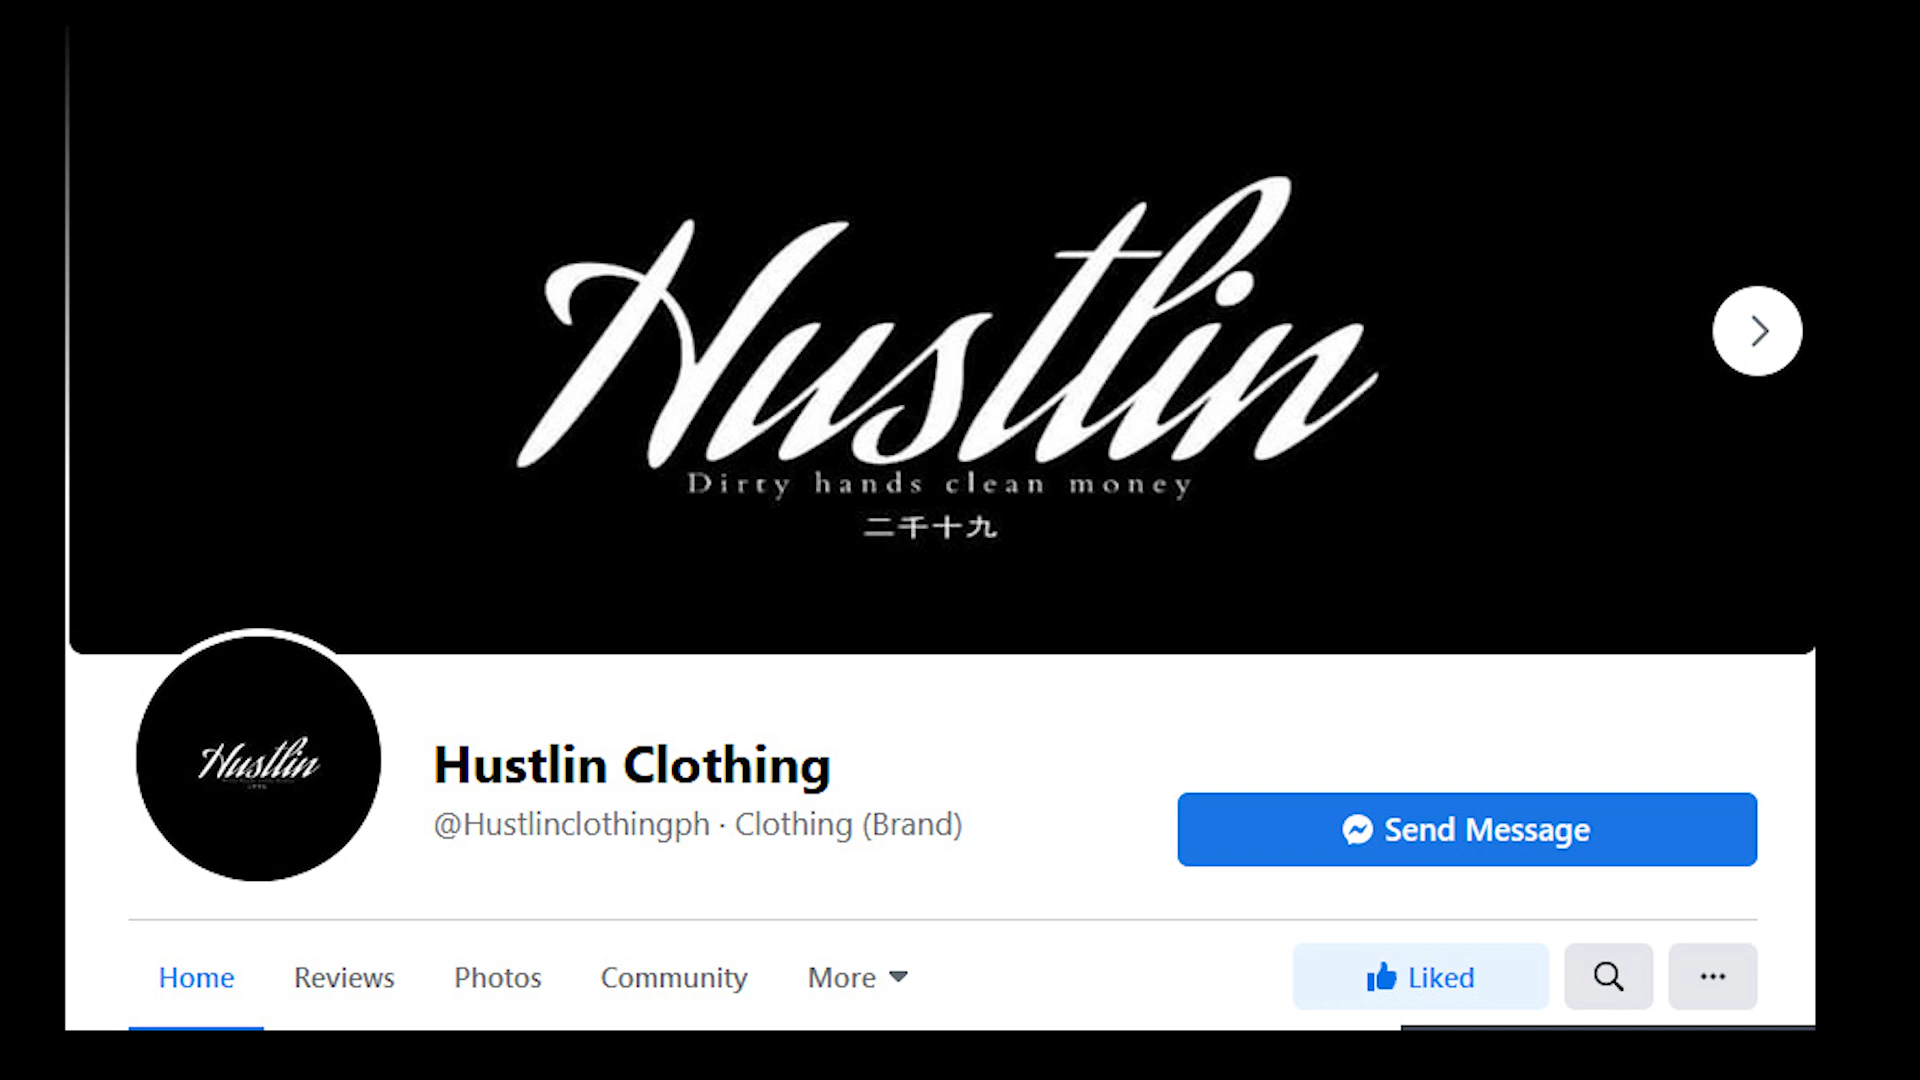 Hustlin
Dirty hands clean money
二千十九
Hustlin
Hustlin Clothing
@Hustlinclothingph · Clothing (Brand)
Send Message
Home Reviews Photos Community More
Liked